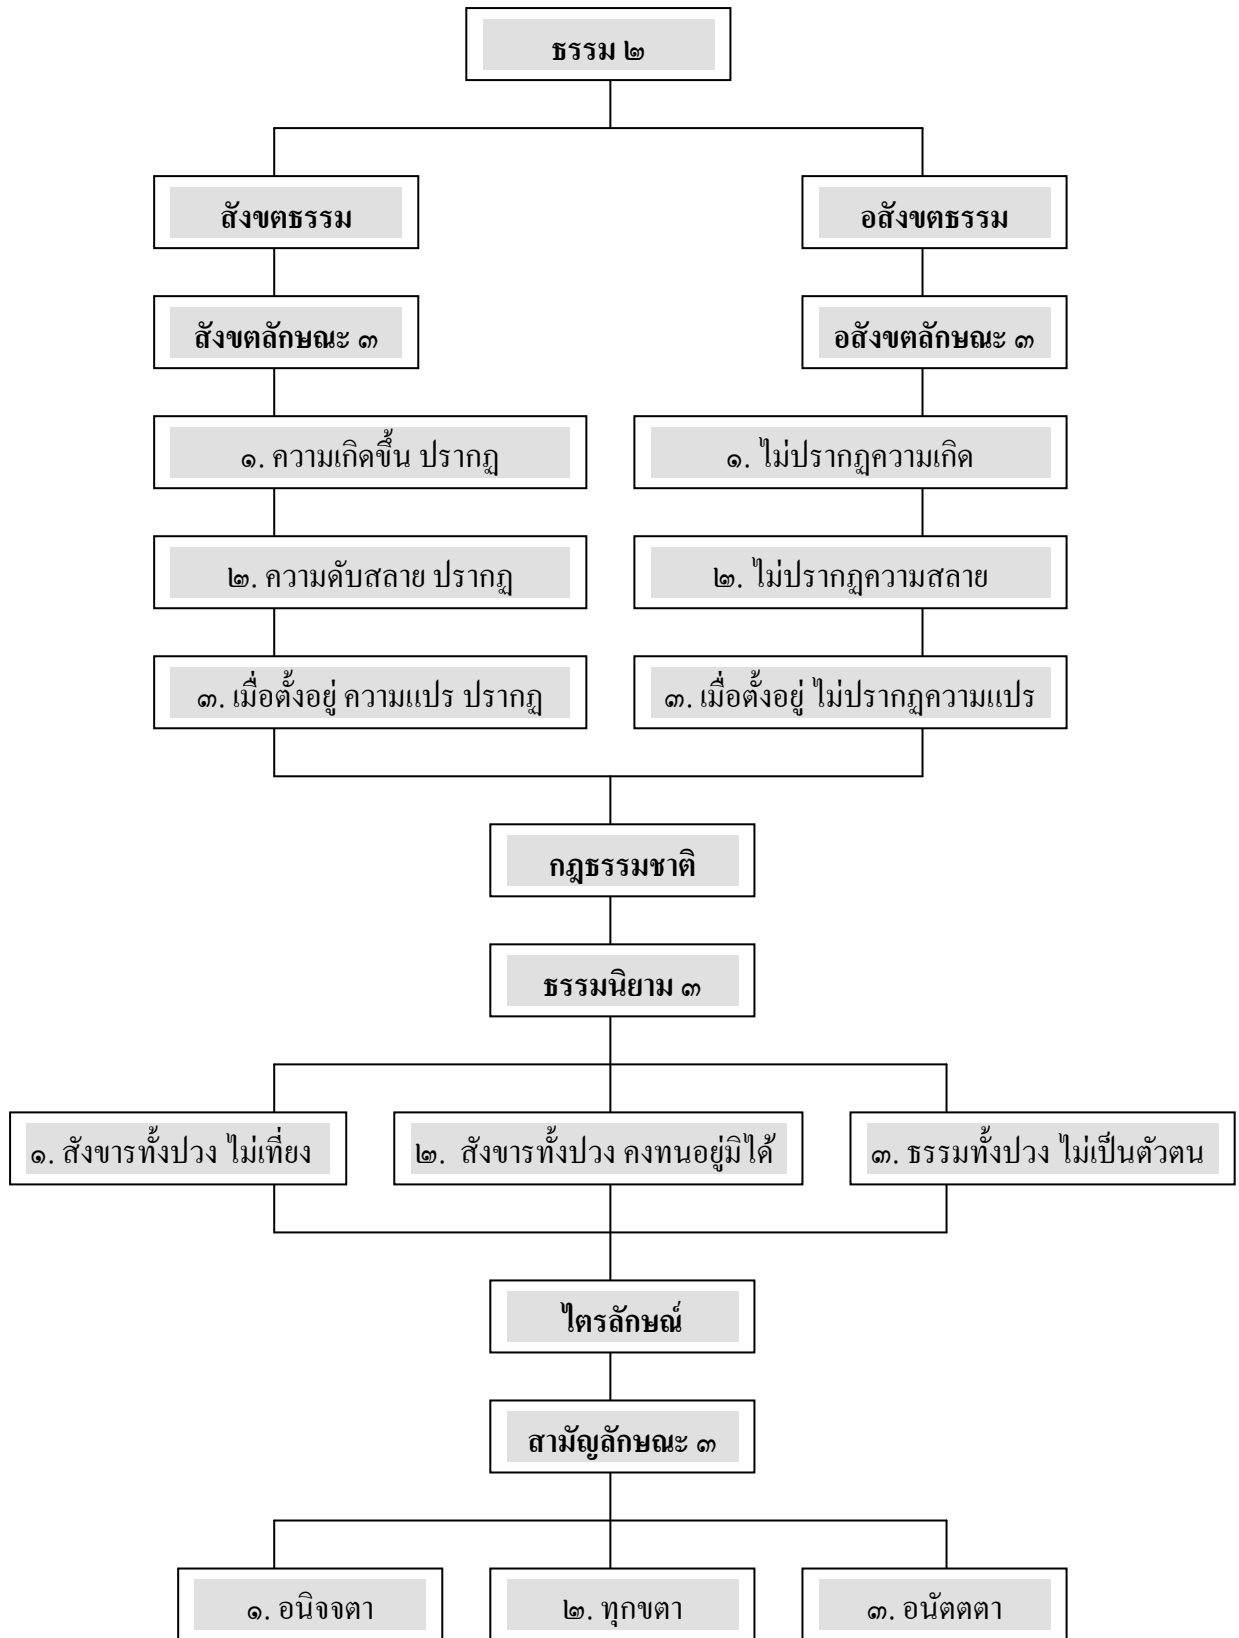 ธรรม ๒
สังขตธรรม
อสังขตธรรม
สังขตลักษณะ ๓
อสังขตลักษณะ ๓
๑. ความเกิดขึ้น ปรากฏ
๑. ไม่ปรากฏความเกิด
๒. ความดับสลาย ปรากฏ
๒. ไม่ปรากฏความสลาย
๓. เมื่อตั้งอยู่ ความแปร ปรากฏ
๓. เมื่อตั้งอยู่ ไม่ปรากฏความแปร
กฎธรรมชาติ
ธรรมนิยาม ๓
๑. สังขารทั้งปวง ไม่เที่ยง
๒. สังขารทั้งปวง คงทนอยู่มิได้
๓. ธรรมทั้งปวง ไม่เป็นตัวตน
ไตรลักษณ์
สามัญลักษณะ ๓
๑. อนิจจตา
๒. ทุกขตา
๓. อนัตตตา